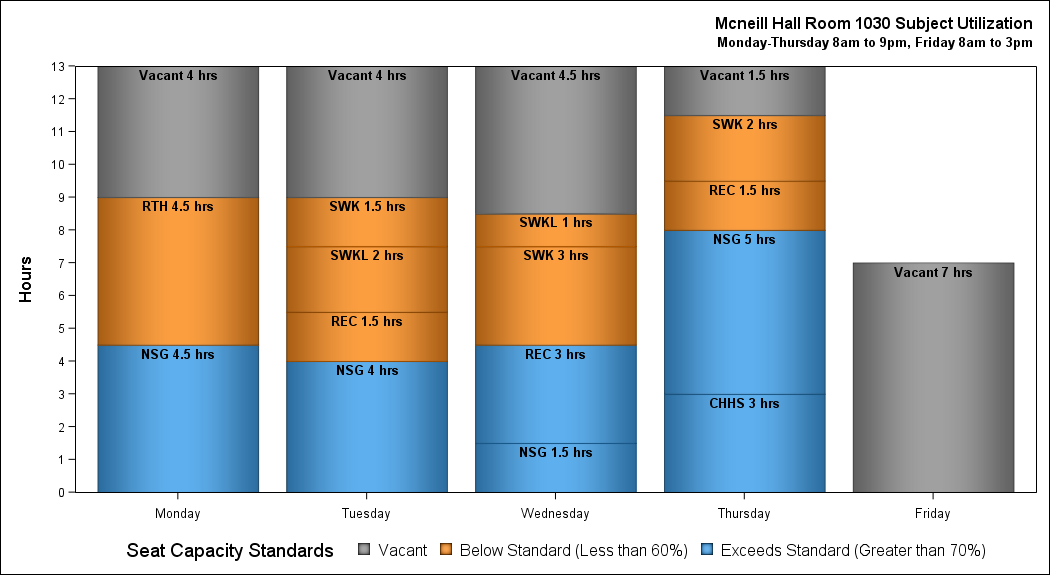 Mcneill Hall Room 1030 Subject Utilization
Monday-Thursday 8am to 9pm, Friday 8am to 3pm
Hours
13
12
11
10
9
8
7
6
5
4
3
2
1
0
Vacant 4 hrs
RTH 4.5 hrs
NSG 4.5 hrs
Vacant 4 hrs
SWK 1.5 hrs
SWKL 2 hrs
REC 1.5 hrs
NSG 4 hrs
Vacant 4.5 hrs
SWKL 1 hrs
SWK 3 hrs
REC 3 hrs
NSG 1.5 hrs
Vacant 1.5 hrs
SWK 2 hrs
REC 1.5 hrs
NSG 5 hrs
CHHS 3 hrs
Vacant 7 hrs
Monday Tuesday Wednesday Thursday Friday
Seat Capacity Standards Vacant Below Standard (Less than 60%) Exceeds Standard (Greater than 70%)